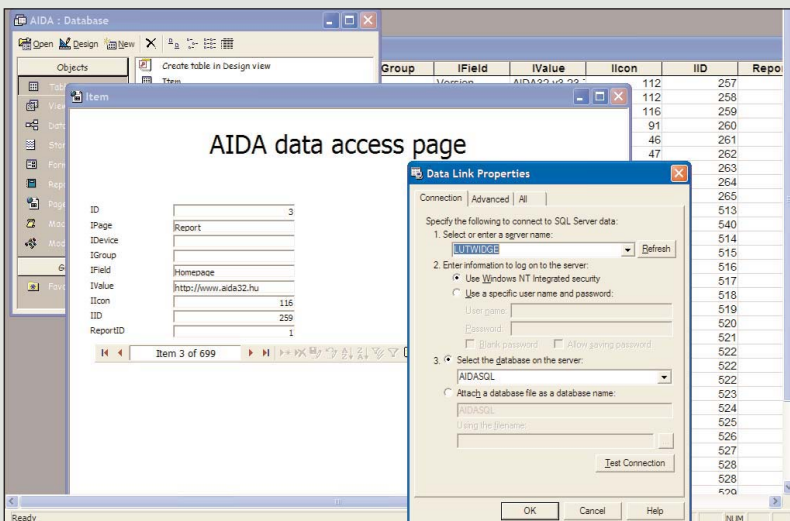 AIDA : Database
Open Design New
Objects
Create table in Design view
Item
Group IField IValue IIcon IID Repo
Version AIDA32 v3.23 112 257
112 258
116 259
91 260
46 261
47 262
263
264
265
513
540
514
515
516
517
518
519
520
521
522
522
522
523
524
525
526
527
528
528
529
Item
AIDA data access page
ID 3
IPage Report
IDevice
IGroup
IField Homepage
IValue http://www.aida32.hu
IIcon 116
IID 259
ReportID 1
Item 3 of 699
Data Link Properties
Connection Advanced All
Specify the following to connect to SQL Server data:
1. Select or enter a server name:
LUTWIDGE Refresh
2. Enter information to log on to the server:
Use Windows NT Integrated security
Use a specific user name and password:
User name:
Password:
Blank password Allow saving password
3. Select the database on the server:
AIDASQL
Attach a database file as a database name:
AIDASQL
Using the filename:
Test Connection
OK Cancel Help
Ready NUM